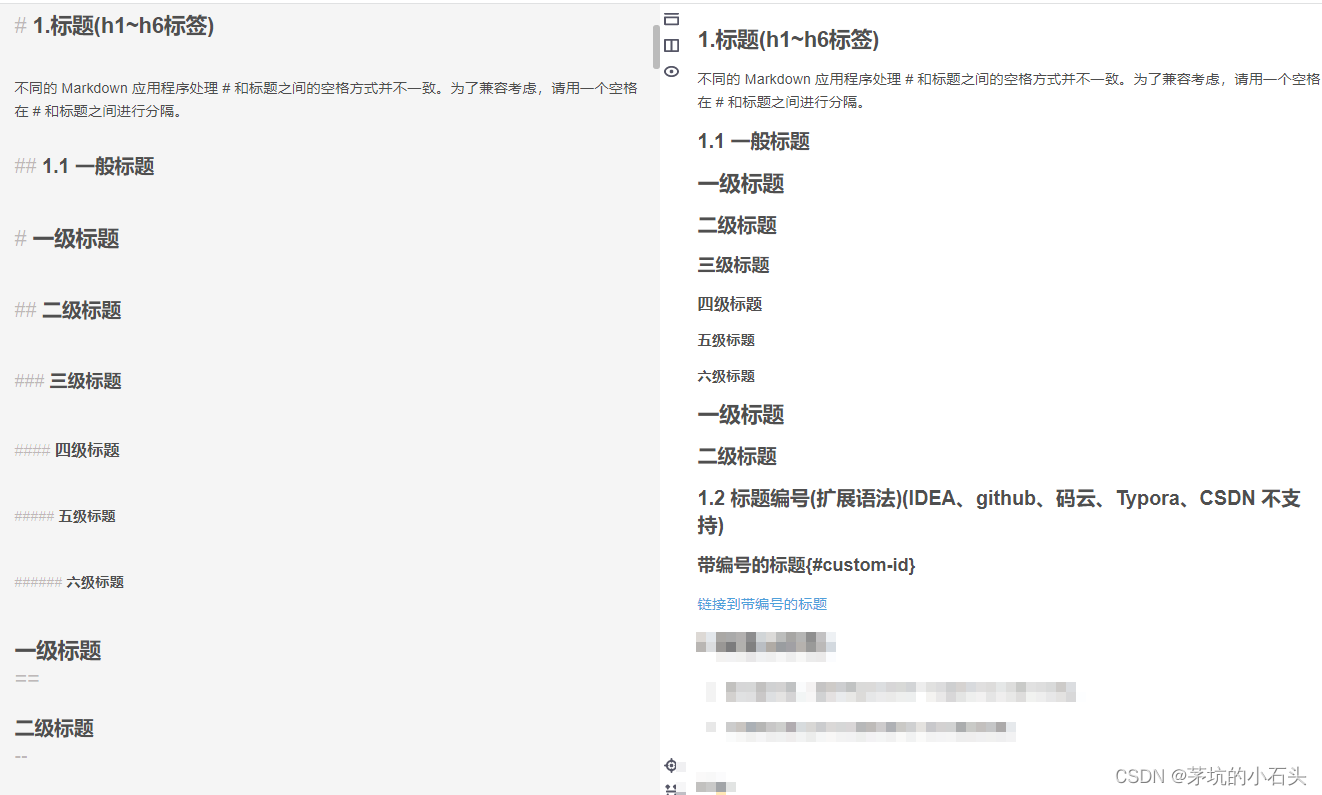 # 1.标题(h1~h6标签)
不同的 Markdown 应用程序处理 # 和标题之间的空格方式并不一致。为了兼容考虑，请用一个空格
在 # 和标题之间进行分隔。
## 1.1 一般标题
# 一级标题
## 二级标题
### 三级标题
#### 四级标题
##### 五级标题
###### 六级标题
一级标题
==
二级标题
--
1.标题(h1~h6标签)
不同的 Markdown 应用程序处理 # 和标题之间的空格方式并不一致。为了兼容考虑，请用一个空格
在 # 和标题之间进行分隔。
1.1 一般标题
一级标题
二级标题
三级标题
四级标题
五级标题
六级标题
一级标题
二级标题
1.2 标题编号(扩展语法)(IDEA、github、码云、Typora、CSDN 不支
持)
带编号的标题{#custom-id}
链接到带编号的标题
CSDN @茅坑的小石头